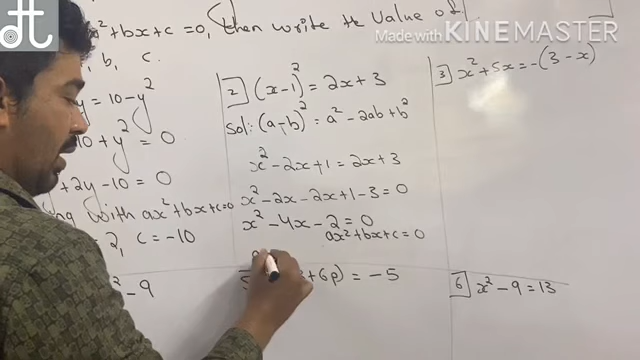 Made with KINEMASTER
x²+bx+c=0, then write the value of
, b, c.
y = 10-y²
10+y² = 0
+2y-10=0
with ax²+bx+c=0
2, c=-10
2 (x-1)² = 2x+3
Sol: (a-b)² = a²-2ab+b²
x²-2x+1 = 2x+3
x²-2x-2x+1-3=0
x²-4x-2=0
ax²+bx+c=0
3 x²+5x=-(3-x)
² -9
+6p) = -5
6 x²-9=13